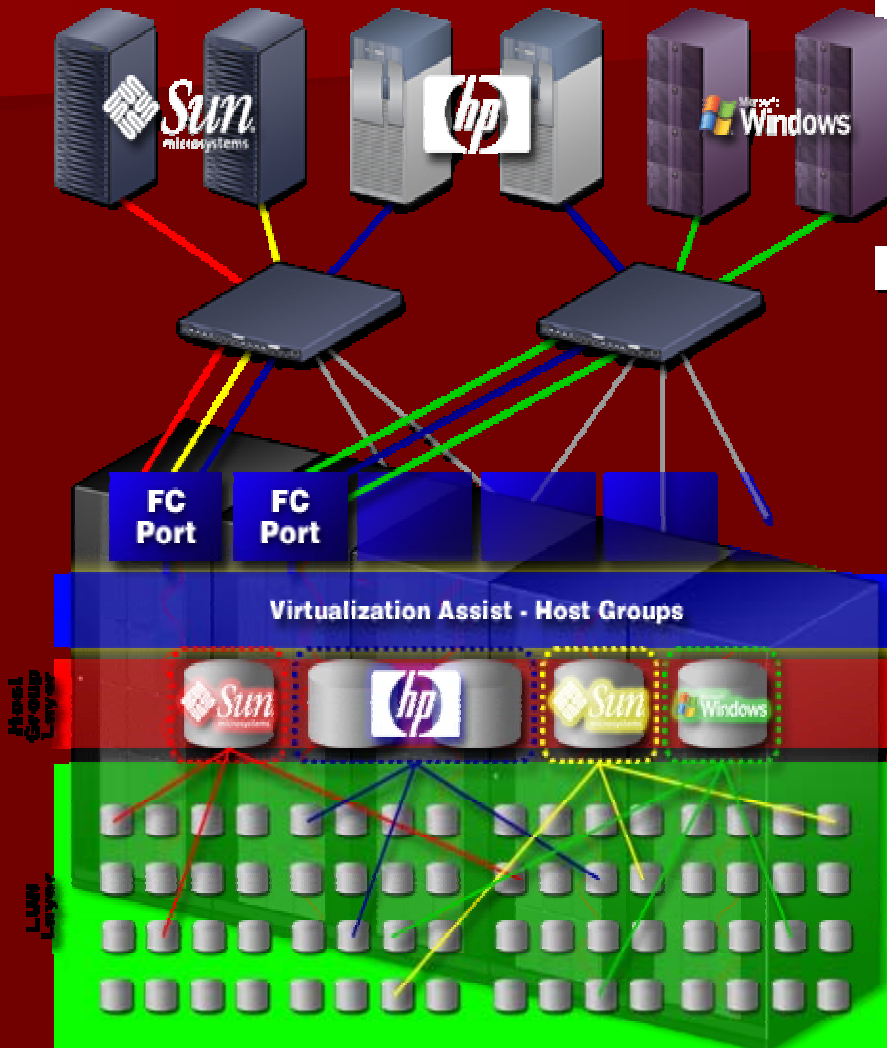 Sun
microsystems
hp
Microsoft
Windows
FC
Port
FC
Port
Virtualization Assist - Host Groups
Host
Group
Layer
Sun
microsystems
hp
Sun
microsystems
Windows
LUN
Layer